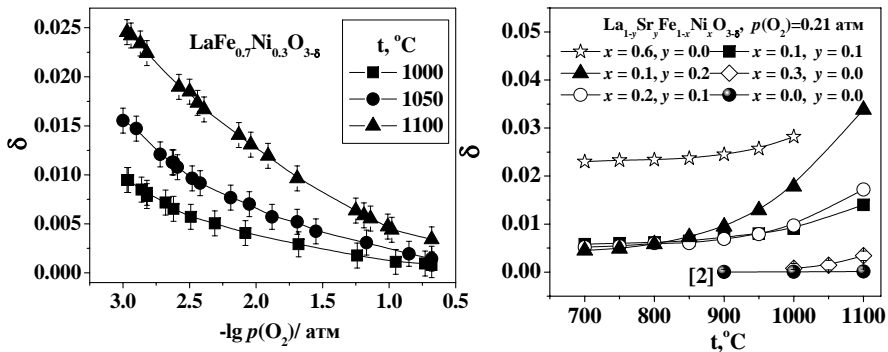 LaFe0.7Ni0.3O3-δ
t, °C
1000
1050
1100
0.025
0.020
0.015
0.010
0.005
0.000
δ
3.0 2.5 2.0 1.5 1.0 0.5
-lg p(O2)/ атм
La1-ySryFe1-xNixO3-δ, p(O2)=0.21 атм
x = 0.6, y = 0.0 x = 0.1, y = 0.1
x = 0.1, y = 0.2 x = 0.3, y = 0.0
x = 0.2, y = 0.1 x = 0.0, y = 0.0
0.05
0.04
0.03
0.02
0.01
0.00
δ
[2]
700 800 900 1000 1100
t,°C